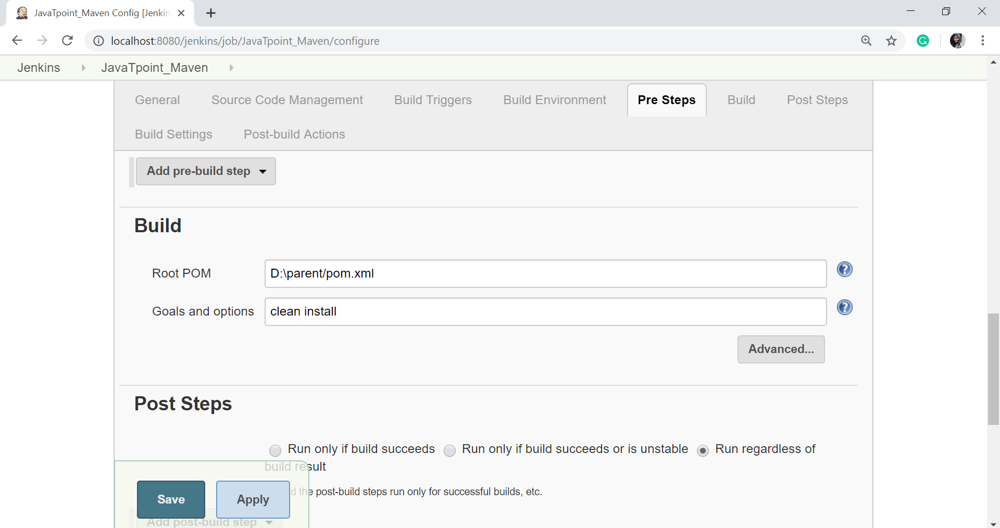 JavaTpoint_Maven Config [Jenkin
localhost:8080/jenkins/job/JavaTpoint_Maven/configure
Jenkins JavaTpoint_Maven
General Source Code Management Build Triggers Build Environment Pre Steps Build Post Steps
Build Settings Post-build Actions
Add pre-build step
Build
Root POM D:\parent/pom.xml
Goals and options clean install
Advanced...
Post Steps
Run only if build succeeds Run only if build succeeds or is unstable Run regardless of
build result
the post-build steps run only for successful builds, etc.
Save Apply
Add post-build step